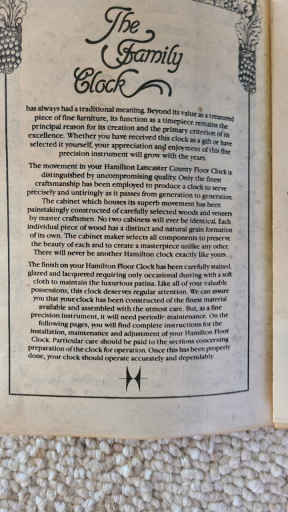 The
Family
Clock
has always had a traditional meaning. Beyond its value as a treasured
piece of fine furniture, its function as a timepiece remains the
principal reason for its creation and the primary criterion of its
excellence. Whether you have received this clock as a gift or have
selected it yourself, your appreciation and enjoyment of this fine
precision instrument will grow with the years.
The movement in your Hamilton Lancaster County Floor Clock is
distinguished by uncompromising quality. Only the finest
craftsmanship has been employed to produce a clock to serve
precisely and untiringly as it passes from generation to generation.
The cabinet which houses its superb movement has been
painstakingly constructed of carefully selected woods and veneers
by master craftsmen. No two cabinets will ever be identical. Each
individual piece of wood has a distinct and natural grain formation
of its own. The cabinet maker selects all components to preserve
the beauty of each and to create a masterpiece unlike any other.
There will never be another Hamilton clock exactly like yours.
The finish on your Hamilton Floor Clock has been carefully stained,
glazed and lacquered requiring only occasional dusting with a soft
cloth to maintain the luxurious patina. Like all of your valuable
possessions, this clock deserves regular attention. We can assure
you that your clock has been constructed of the finest material
available and assembled with the utmost care. But, as a fine
precision instrument, it will need periodic maintenance. On the
following pages, you will find complete instructions for the
installation, maintenance and adjustment of your Hamilton Floor
Clock. Particular care should be paid to the sections concerning
preparation of the clock for operation. Once this has been properly
done, your clock should operate accurately and dependably.